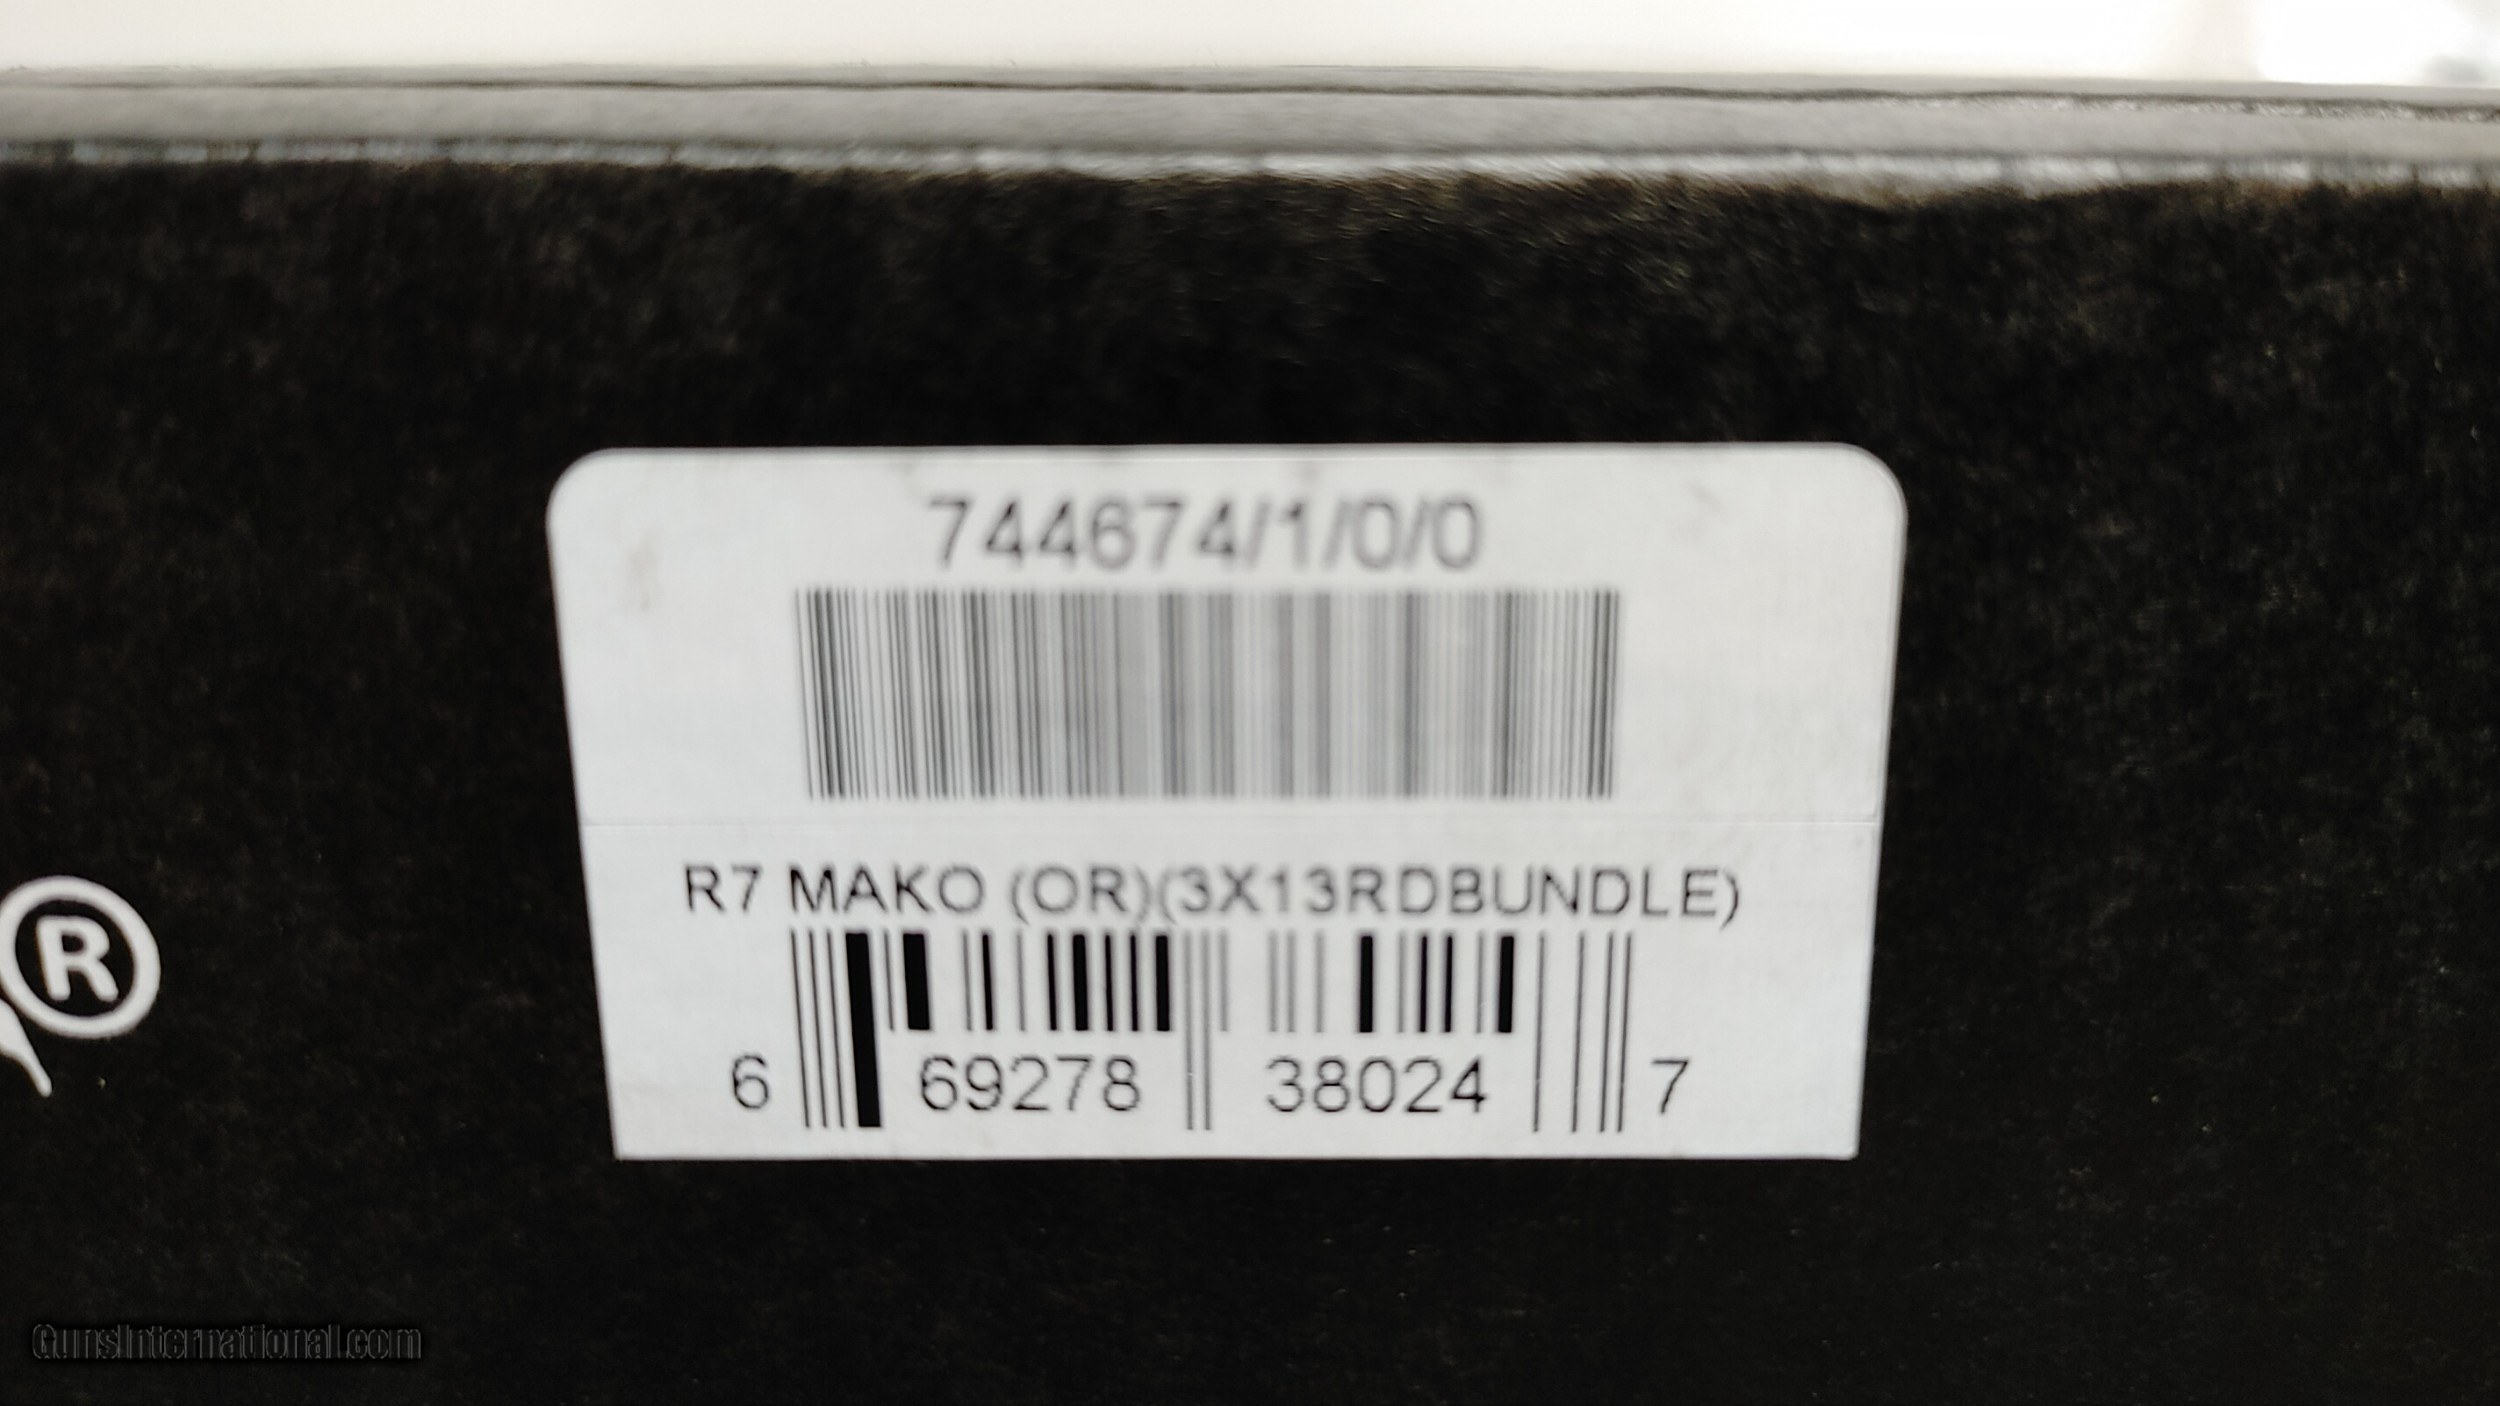 744674/1/0/0
R7 MAKO (OR)(3X13RDBUNDLE)
6 69278 38024 7
®
GunsInternational.com